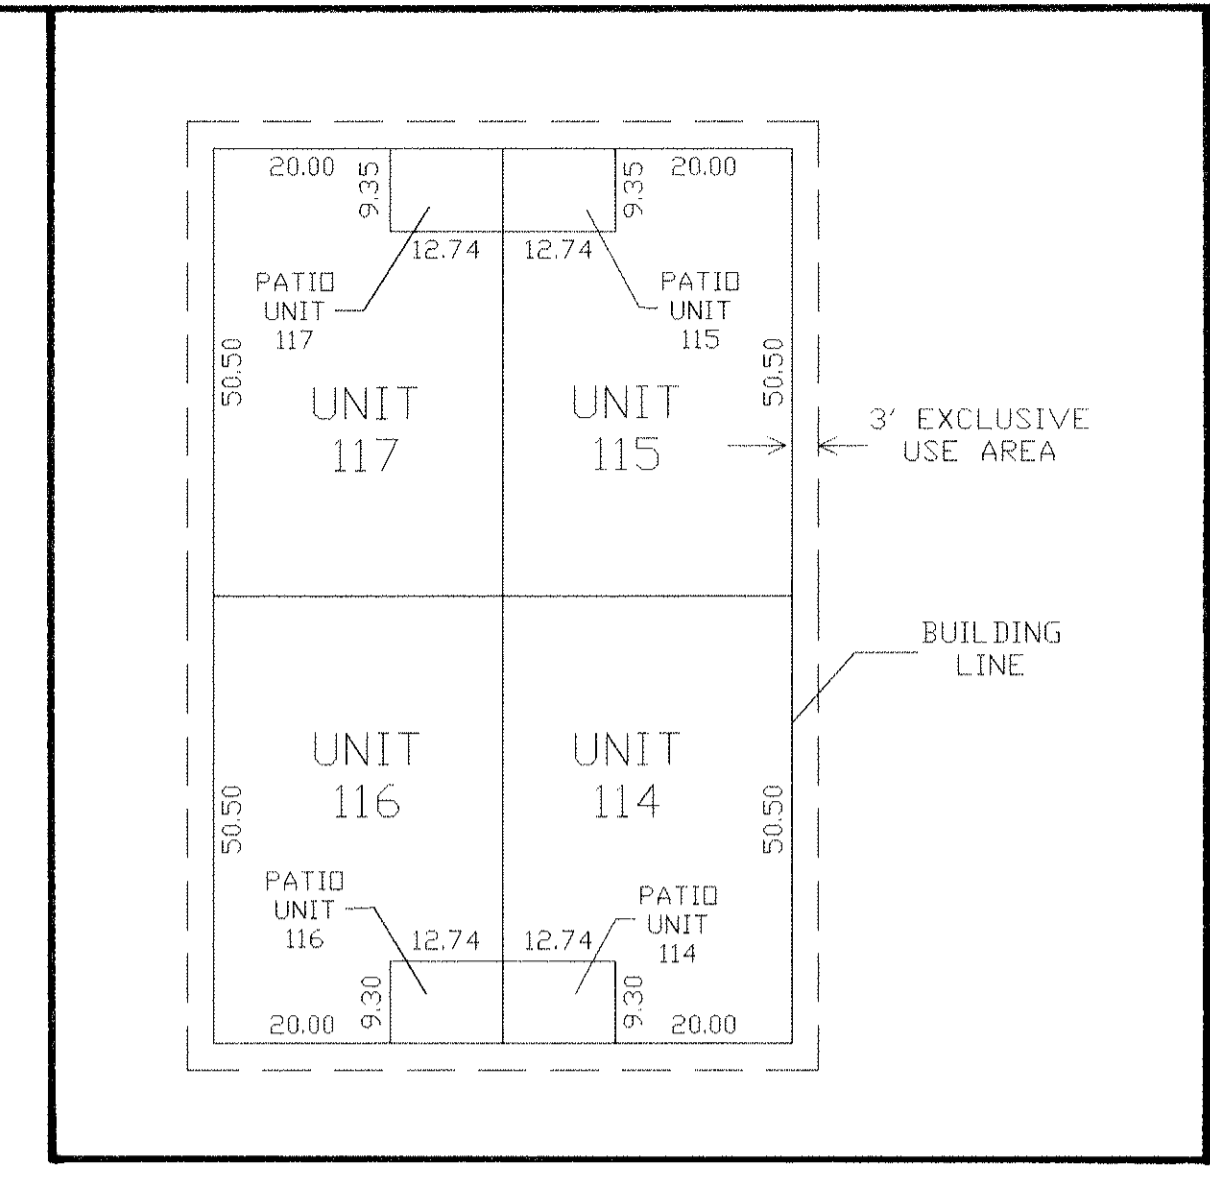 20.00
9.35
9.35
20.00
12.74
12.74
PATIO
UNIT
117
PATIO
UNIT
115
50.50
50.50
UNIT
117
UNIT
115
3' EXCLUSIVE
USE AREA
BUILDING
LINE
UNIT
116
UNIT
114
50.50
50.50
PATIO
UNIT
116
PATIO
UNIT
114
12.74
12.74
9.30
9.30
20.00
20.00